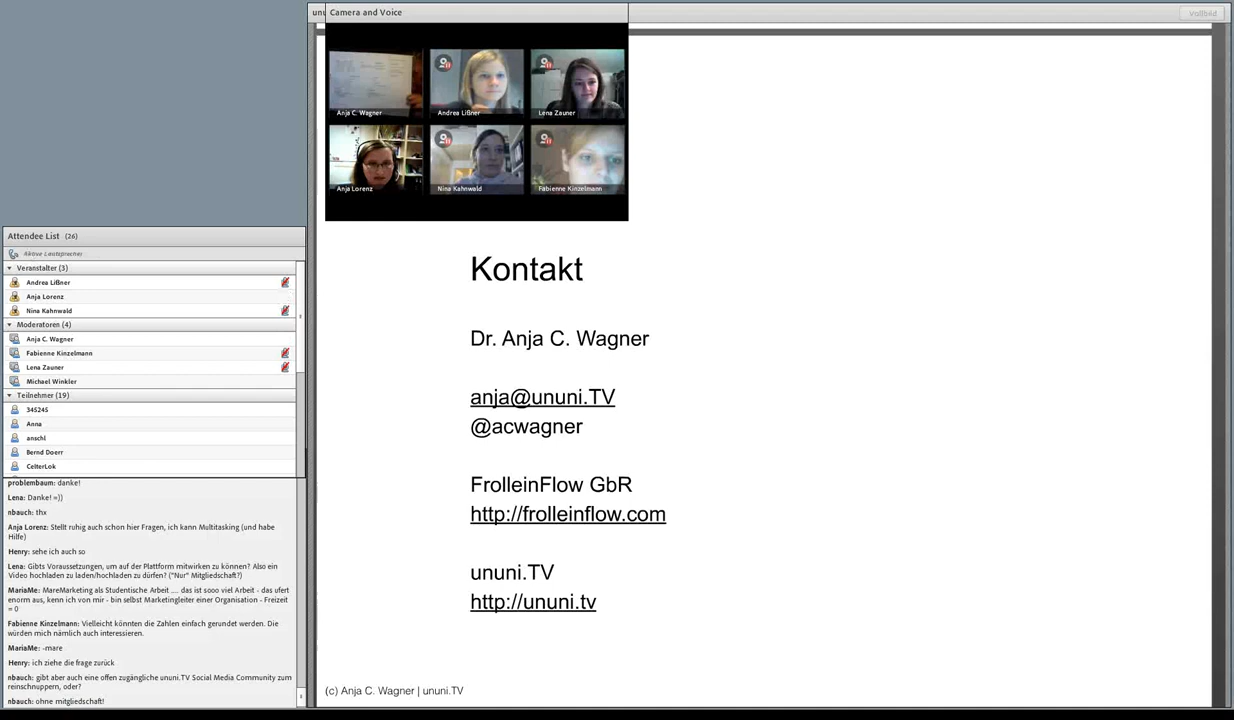 unu
Camera and Voice
Vollbild
Anja C. Wagner
Andrea Lißner
Lena Zauner
Anja Lorenz
Nina Kahnwald
Fabienne Kinzelmann
Attendee List (26)
Aktive Lautsprecher
Veranstalter (3)
Andrea Lißner
Anja Lorenz
Nina Kahnwald
Moderatoren (4)
Anja C. Wagner
Fabienne Kinzelmann
Lena Zauner
Michael Winkler
Teilnehmer (19)
345245
Anna
anschl
Bernd Doerr
CelterLok
problembaum: danke!
Lena: Danke! =))
nbauch: thx
Anja Lorenz: Stellt ruhig auch schon hier Fragen, ich kann Multitasking (und habe
Hilfe)
Henry: sehe ich auch so
Lena: Gibts Voraussetzungen, um auf der Plattform mitwirken zu können? Also ein
Video hochladen zu laden/hochladen zu dürfen? ("Nur" Mitgliedschaft?)
MariaMe: MareMarketing als Studentische Arbeit .... das ist sooo viel Arbeit - das ufert
enorm aus, kenn ich von mir - bin selbst Marketingleiter einer Organisation - Freizeit
= 0
Fabienne Kinzelmann: Vielleicht könnten die Zahlen einfach gerundet werden. Die
würden mich nämlich auch interessieren.
MariaMe: -mare
Henry: ich ziehe die frage zurück
nbauch: gibt aber auch eine offen zugängliche ununi.TV Social Media Community zum
reinschnuppern, oder?
nbauch: ohne mitgliedschaft!
Kontakt
Dr. Anja C. Wagner
anja@ununi.TV
@acwagner
FrolleinFlow GbR
http://frolleinflow.com
ununi.TV
http://ununi.tv
(c) Anja C. Wagner | ununi.TV